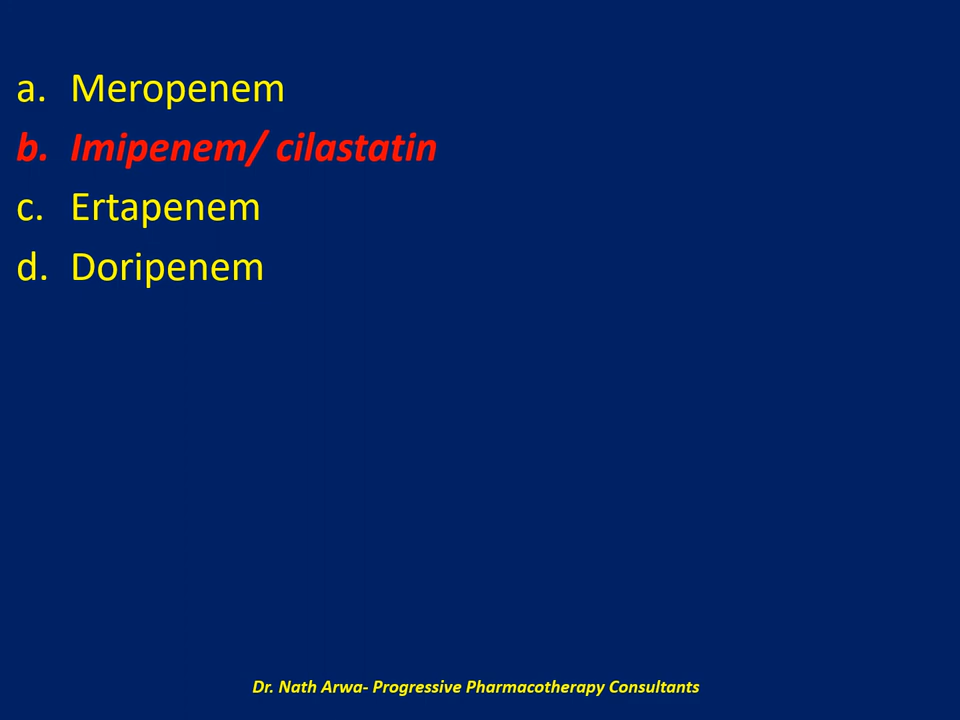 a. Meropenem
b. Imipenem/ cilastatin
c. Ertapenem
d. Doripenem
Dr. Nath Arwa- Progressive Pharmacotherapy Consultants